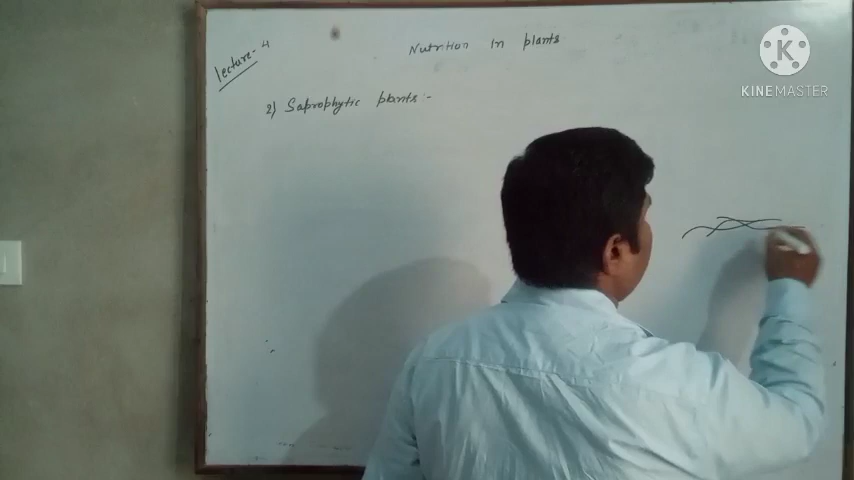 Lecture-4
Nutrition in plants
2) Saprophytic plants:-
K
KINEMASTER